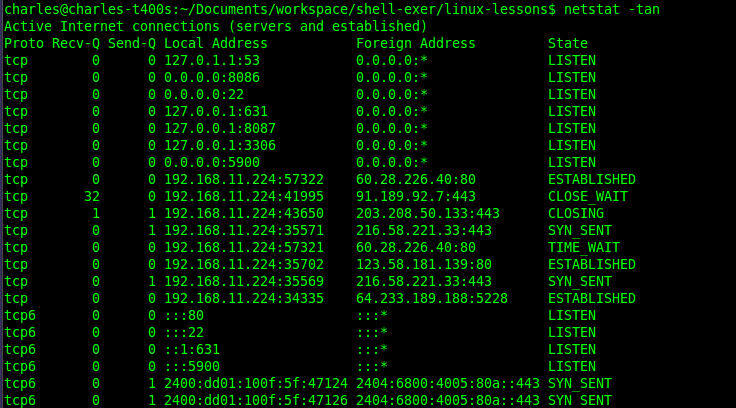 charles@charles-t400s:~/Documents/workspace/shell-exer/linux-lessons$ netstat -tan
Active Internet connections (servers and established)
Proto Recv-Q Send-Q Local Address           Foreign Address         State
tcp        0      0 127.0.1.1:53            0.0.0.0:*               LISTEN
tcp        0      0 0.0.0.0:8086            0.0.0.0:*               LISTEN
tcp        0      0 0.0.0.0:22              0.0.0.0:*               LISTEN
tcp        0      0 127.0.0.1:631           0.0.0.0:*               LISTEN
tcp        0      0 127.0.0.1:8087          0.0.0.0:*               LISTEN
tcp        0      0 127.0.0.1:3306          0.0.0.0:*               LISTEN
tcp        0      0 0.0.0.0:5900            0.0.0.0:*               LISTEN
tcp        0      0 192.168.11.224:57322    60.28.226.40:80         ESTABLISHED
tcp       32      0 192.168.11.224:41995    91.189.92.7:443         CLOSE_WAIT
tcp        1      1 192.168.11.224:43650    203.208.50.133:443      CLOSING
tcp        0      1 192.168.11.224:35571    216.58.221.33:443       SYN_SENT
tcp        0      0 192.168.11.224:57321    60.28.226.40:80         TIME_WAIT
tcp        0      0 192.168.11.224:35702    123.58.181.139:80       ESTABLISHED
tcp        0      1 192.168.11.224:35569    216.58.221.33:443       SYN_SENT
tcp        0      0 192.168.11.224:34335    64.233.189.188:5228     ESTABLISHED
tcp6       0      0 :::80                   :::*                    LISTEN
tcp6       0      0 :::22                   :::*                    LISTEN
tcp6       0      0 ::1:631                 :::*                    LISTEN
tcp6       0      0 :::5900                 :::*                    LISTEN
tcp6       0      1 2400:dd01:100f:5f:47124 2404:6800:4005:80a::443 SYN_SENT
tcp6       0      1 2400:dd01:100f:5f:47126 2404:6800:4005:80a::443 SYN_SENT